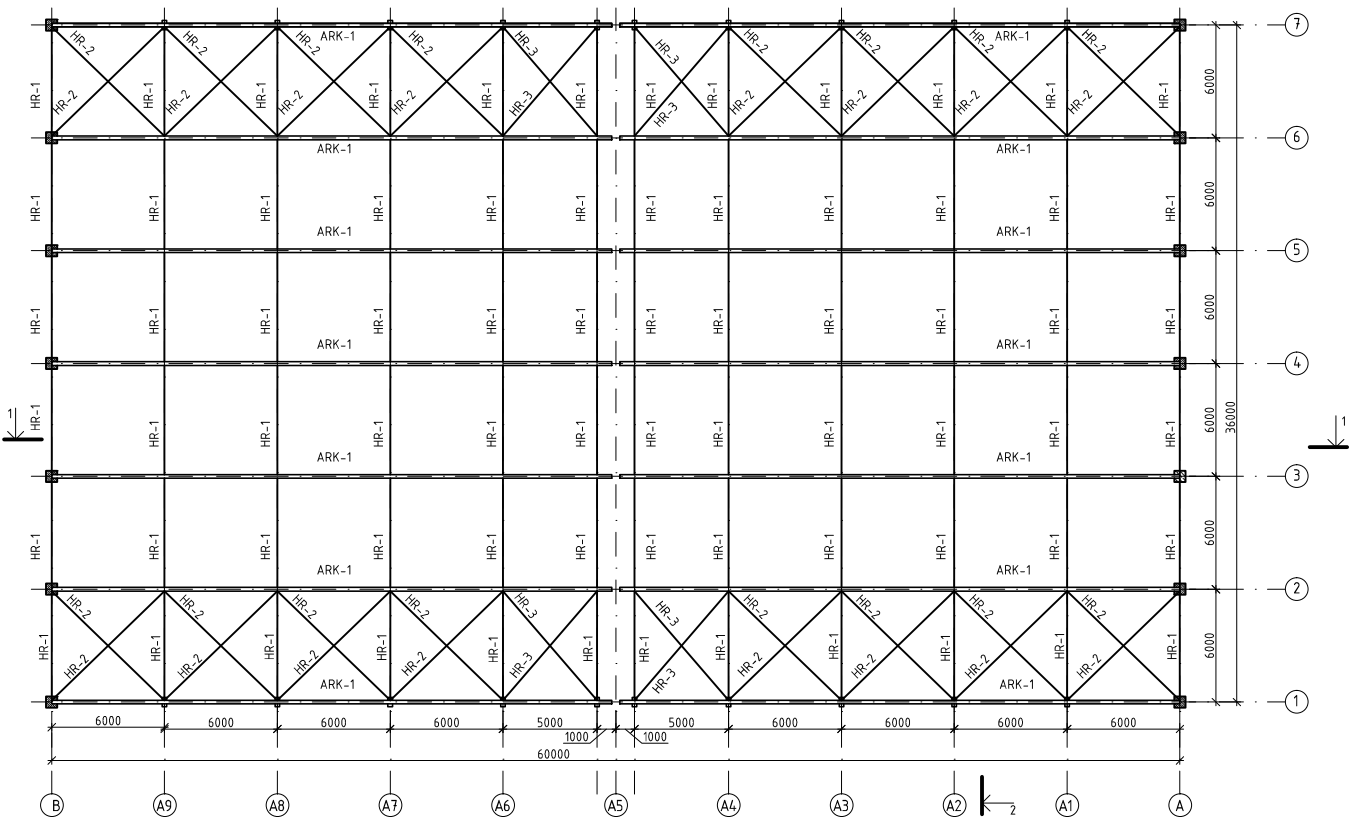 7
ARK-1 ARK-1
HR-2 HR-2 HR-2 HR-2 HR-3 HR-3 HR-2 HR-2 HR-2 HR-2
HR-1 HR-1 HR-1 HR-1 HR-1 HR-1 HR-1 HR-1 HR-1 HR-1 HR-1 HR-1 6000
HR-2 HR-2 HR-2 HR-2 HR-3 HR-3 HR-2 HR-2 HR-2 HR-2
6
ARK-1 ARK-1
HR-1 HR-1 HR-1 HR-1 HR-1 HR-1 HR-1 HR-1 HR-1 HR-1 HR-1 HR-1 6000
ARK-1 ARK-1
5
HR-1 HR-1 HR-1 HR-1 HR-1 HR-1 HR-1 HR-1 HR-1 HR-1 HR-1 HR-1 6000
ARK-1 ARK-1
4
1 HR-1 HR-1 HR-1 HR-1 HR-1 HR-1 HR-1 HR-1 HR-1 HR-1 HR-1 HR-1 6000 36000 1
ARK-1 ARK-1
3
HR-1 HR-1 HR-1 HR-1 HR-1 HR-1 HR-1 HR-1 HR-1 HR-1 HR-1 HR-1 6000
ARK-1 ARK-1
2
HR-2 HR-2 HR-2 HR-2 HR-3 HR-3 HR-2 HR-2 HR-2 HR-2
HR-1 HR-1 HR-1 HR-1 HR-1 HR-1 HR-1 HR-1 HR-1 HR-1 HR-1 HR-1 6000
HR-2 HR-2 HR-2 HR-2 HR-3 HR-3 HR-2 HR-2 HR-2 HR-2
ARK-1 ARK-1
1
6000 6000 6000 6000 5000 5000 6000 6000 6000 6000
1000 1000
60000
B A9 A8 A7 A6 A5 A4 A3 A2 A1 A
2